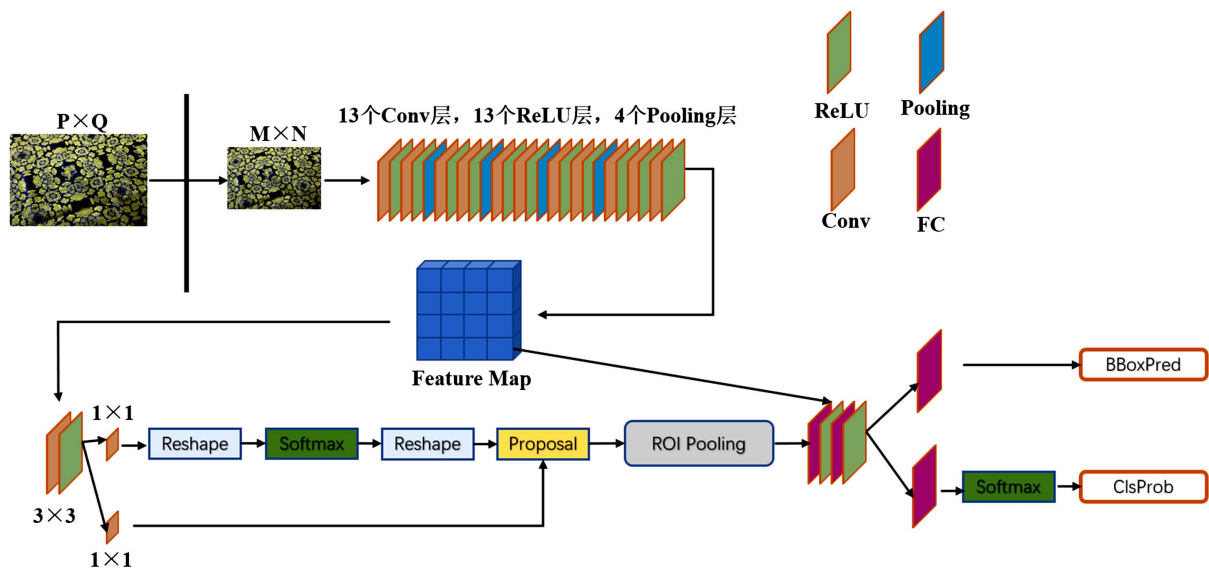 P×Q
M×N
13个Conv层，13个ReLU层，4个Pooling层
ReLU
Pooling
Conv
FC
Feature Map
1×1
Reshape
Softmax
Reshape
Proposal
ROI Pooling
BBoxPred
3×3
1×1
Softmax
ClsProb